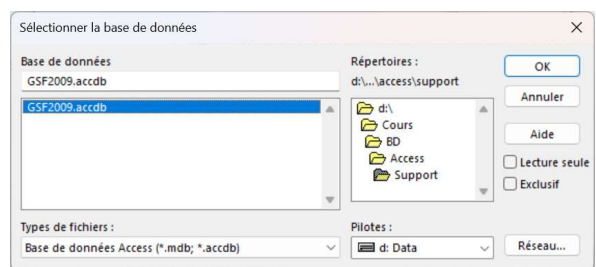 Sélectionner la base de données
Base de données
GSF2009.accdb
GSF2009.accdb
Types de fichiers :
Base de données Access (*.mdb; *.accdb)
Répertoires :
d:\...\access\support
d:\
Cours
BD
Access
Support
Pilotes :
d: Data
OK
Annuler
Aide
Lecture seule
Exclusif
Réseau...